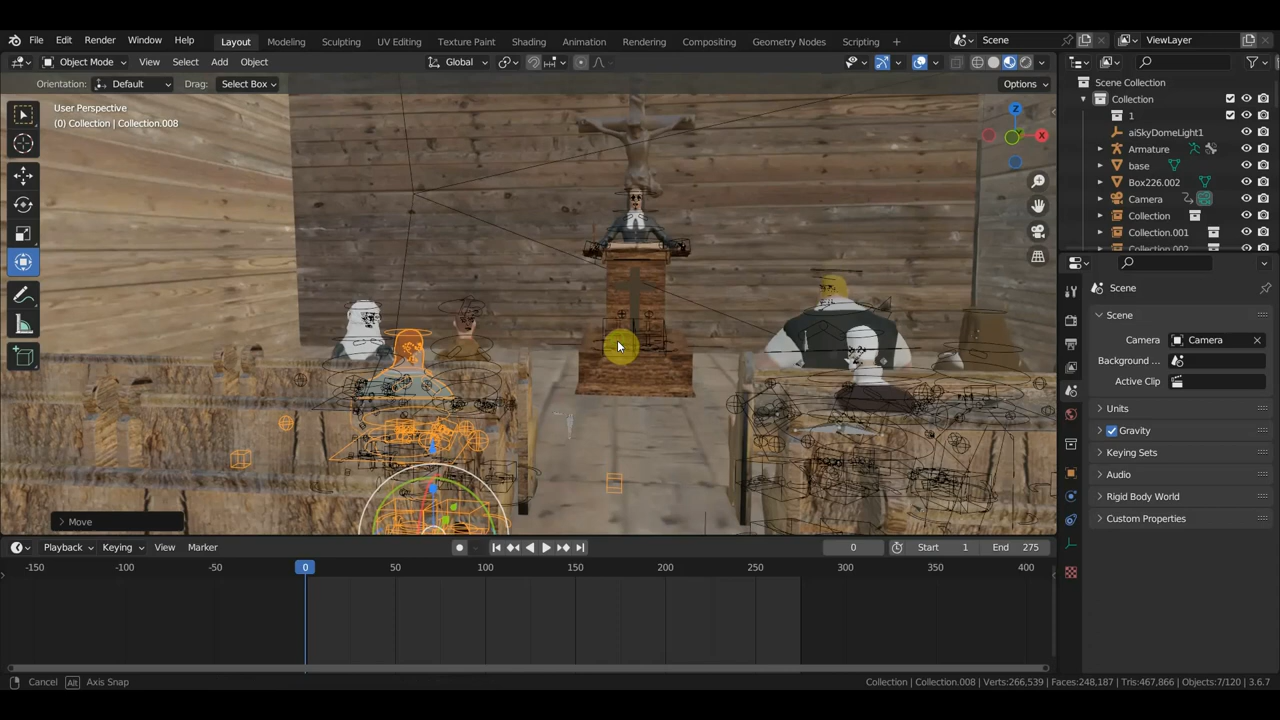 File Edit Render Window Help Layout Modeling Sculpting UV Editing Texture Paint Shading Animation Rendering Compositing Geometry Nodes Scripting + Scene ViewLayer
Object Mode View Select Add Object Global
Orientation: Default Drag: Select Box Options
User Perspective
(0) Collection | Collection.008
Z
X
Scene Collection
Collection
1
aiSkyDomeLight1
Armature
base
Box226.002
Camera
Collection
Collection.001
Collection.002
Scene
Scene
Camera Camera
Background ...
Active Clip
Units
Gravity
Keying Sets
Audio
Rigid Body World
Custom Properties
Move
Playback Keying View Marker 0 Start 1 End 275
-150 -100 -50 0 50 100 150 200 250 300 350 400
Cancel Alt Axis Snap Collection | Collection.008 | Verts:266,539 | Faces:248,187 | Tris:467,866 | Objects:7/120 | 3.6.7